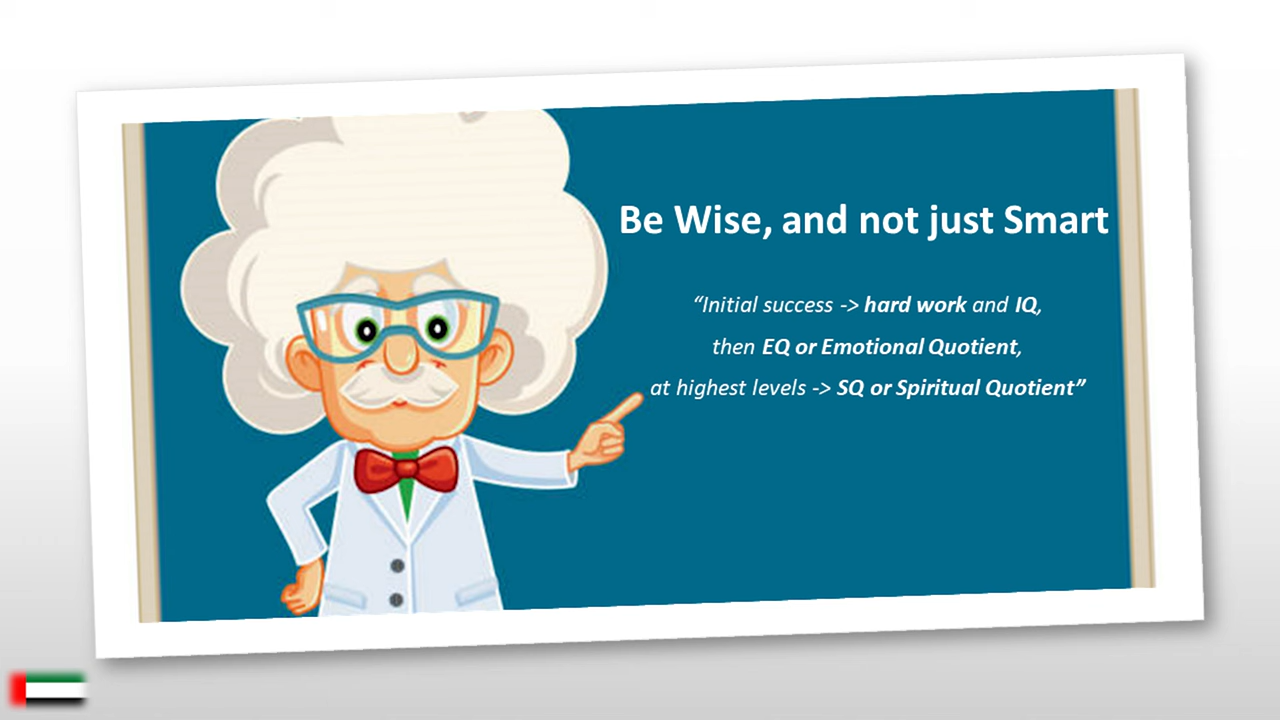 Be Wise, and not just Smart
“Initial success -> hard work and IQ,
then EQ or Emotional Quotient,
at highest levels -> SQ or Spiritual Quotient”